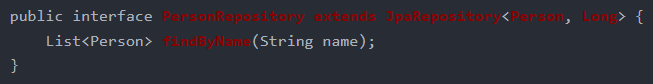 public interface PersonRepository extends JpaRepository<Person, Long> {
List<Person> findByName(String name);
}